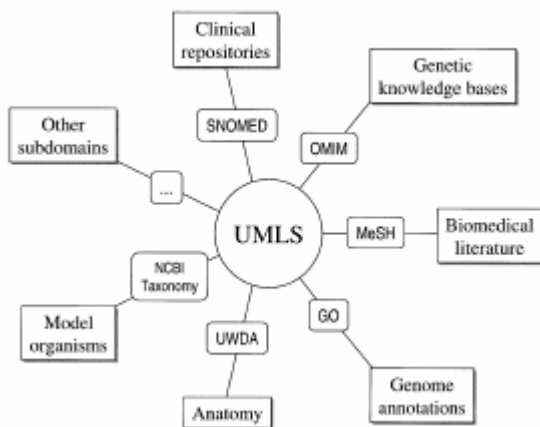 Clinical
repositories
Genetic
knowledge bases
SNOMED
OMIM
Other
subdomains
...
UMLS
MeSH
Biomedical
literature
NCBI
Taxonomy
GO
Model
organisms
UWDA
Genome
annotations
Anatomy